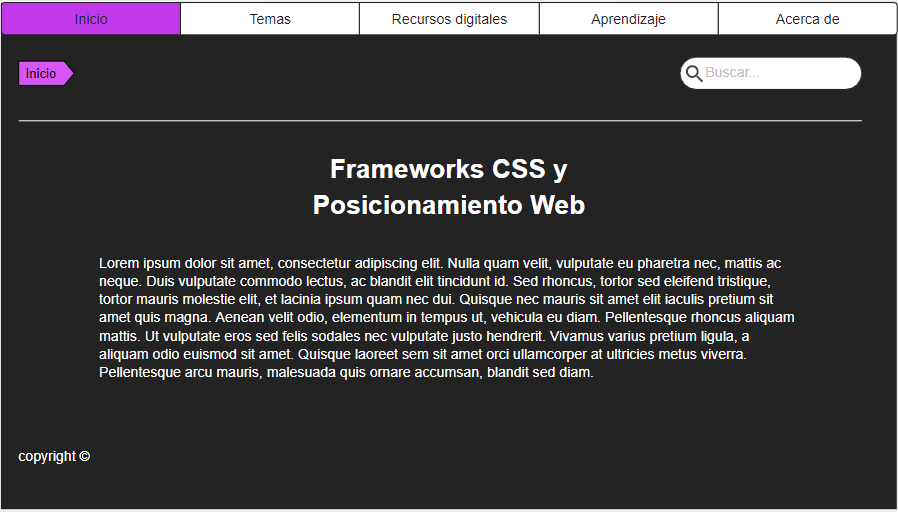 Inicio
Temas
Recursos digitales
Aprendizaje
Acerca de
Inicio
Buscar...
Frameworks CSS y
Posicionamiento Web
Lorem ipsum dolor sit amet, consectetur adipiscing elit. Nulla quam velit, vulputate eu pharetra nec, mattis ac
neque. Duis vulputate commodo lectus, ac blandit elit tincidunt id. Sed rhoncus, tortor sed eleifend tristique,
tortor mauris molestie elit, et lacinia ipsum quam nec dui. Quisque nec mauris sit amet elit iaculis pretium sit
amet quis magna. Aenean velit odio, elementum in tempus ut, vehicula eu diam. Pellentesque rhoncus aliquam
mattis. Ut vulputate eros sed felis sodales nec vulputate justo hendrerit. Vivamus varius pretium ligula, a
aliquam odio euismod sit amet. Quisque laoreet sem sit amet orci ullamcorper at ultricies metus viverra.
Pellentesque arcu mauris, malesuada quis ornare accumsan, blandit sed diam.
copyright ©